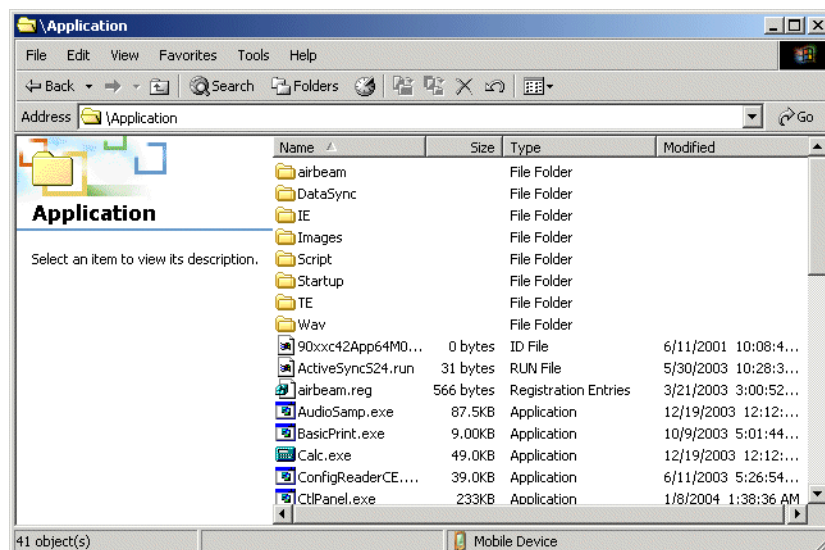 \Application
File Edit View Favorites Tools Help
Back Search Folders
Address \Application Go
Name Size Type Modified
airbeam File Folder
DataSync File Folder
IE File Folder
Images File Folder
Script File Folder
Startup File Folder
TE File Folder
Wav File Folder
90xxc42App64M0... 0 bytes ID File 6/11/2001 10:08:4...
ActiveSyncS24.run 31 bytes RUN File 5/30/2003 10:28:3...
airbeam.reg 566 bytes Registration Entries 3/21/2003 3:00:52...
AudioSamp.exe 87.5KB Application 12/19/2003 12:12:...
BasicPrint.exe 9.00KB Application 10/9/2003 5:01:44...
Calc.exe 49.0KB Application 12/19/2003 12:12:...
ConfigReaderCE.... 39.0KB Application 6/11/2003 5:26:54...
CtlPanel.exe 233KB Application 1/8/2004 1:38:36 AM
Application
Select an item to view its description.
41 object(s) Mobile Device